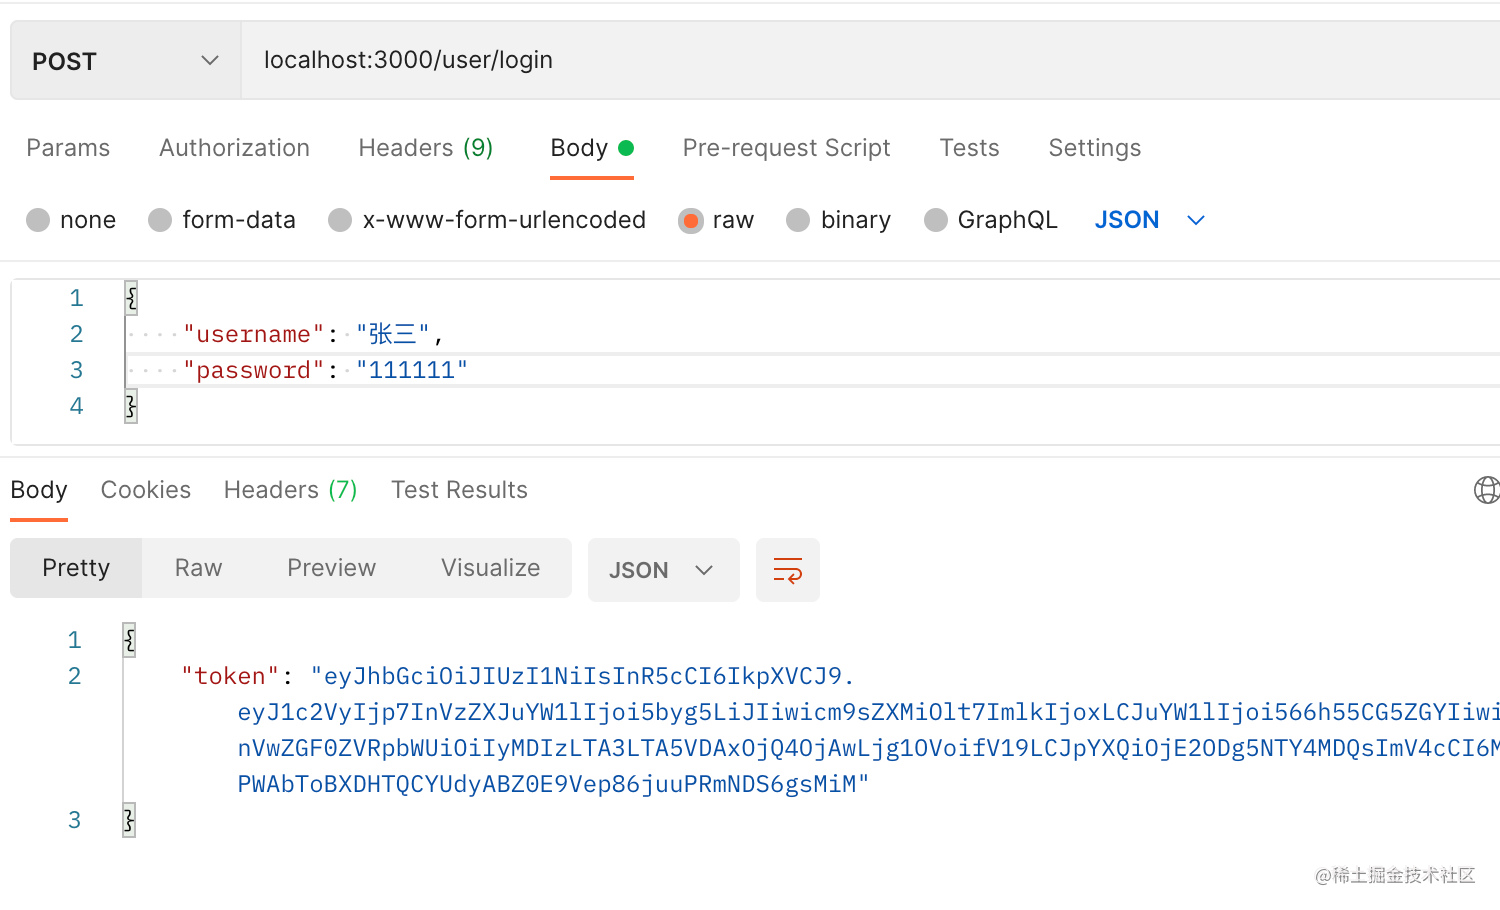 POST localhost:3000/user/login
Params Authorization Headers (9) Body Pre-request Script Tests Settings
none form-data x-www-form-urlencoded raw binary GraphQL JSON
1 {
2 "username": "张三",
3 "password": "111111"
4 }
Body Cookies Headers (7) Test Results
Pretty Raw Preview Visualize JSON
1 {
2 "token": "eyJhbGciOiJIUzI1NiIsInR5cCI6IkpXVCJ9.
eyJ1c2VyIjp7InVzZXJuYW1lIjoi5byg5LiJIiwicm9sZXMiOlt7ImlkIjoxLCJuYW1lIjoi566h55CG5ZGYIiwi
nVwZGF0ZVRpbWUiOiIyMDIzLTA3LTA5VDAxOjQ4OjAwLjg1OVoifV19LCJpYXQiOjE2ODg5NTY4MDQsImV4cCI6M
PWAbToBXDHTQCYUdyABZ0E9Vep86juuPRmNDS6gsMiM"
3 }
@稀土掘金技术社区